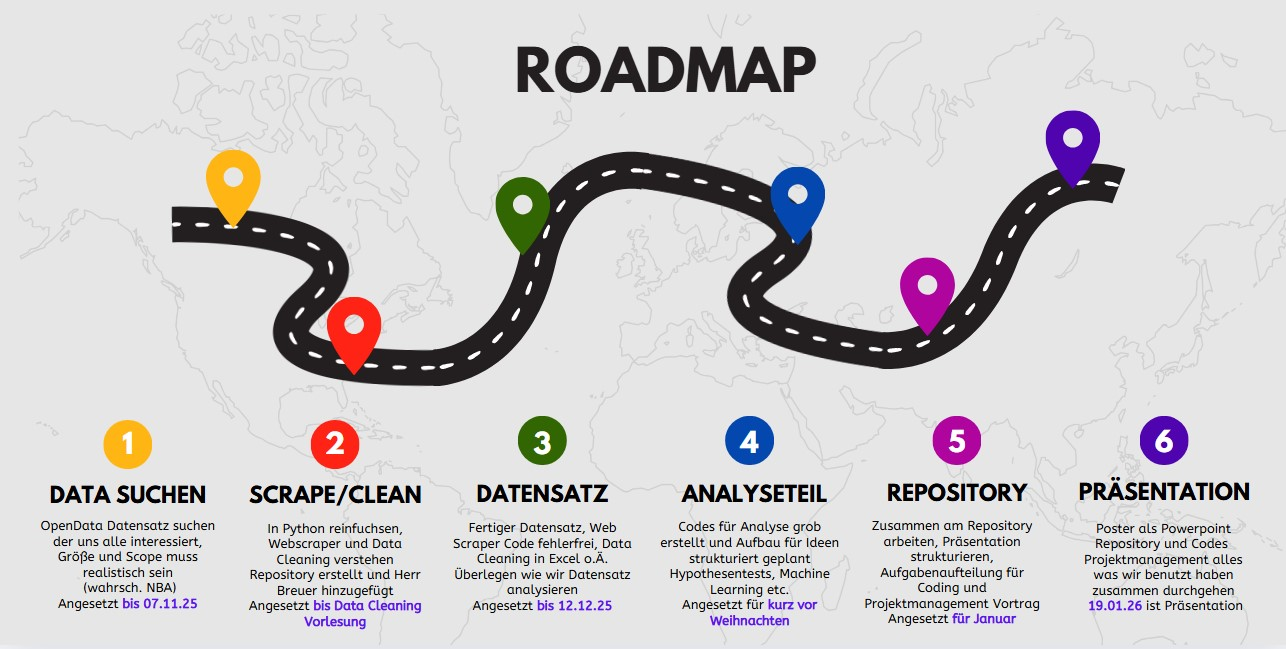 ROADMAP
1
DATA SUCHEN
OpenData Datensatz suchen
der uns alle interessiert,
Größe und Scope muss
realistisch sein
(wahrsch. NBA)
Angesetzt bis 07.11.25
2
SCRAPE/CLEAN
In Python reinfuchsen,
Webscraper und Data
Cleaning verstehen
Repository erstellt und Herr
Breuer hinzugefügt
Angesetzt bis Data Cleaning
Vorlesung
3
DATENSATZ
Fertiger Datensatz, Web
Scraper Code fehlerfrei, Data
Cleaning in Excel o.Ä.
Überlegen wie wir Datensatz
analysieren
Angesetzt bis 12.12.25
4
ANALYSETEIL
Codes für Analyse grob
erstellt und Aufbau für Ideen
strukturiert geplant
Hypothesentests, Machine
Learning etc.
Angesetzt für kurz vor
Weihnachten
5
REPOSITORY
Zusammen am Repository
arbeiten, Präsentation
strukturieren,
Aufgabenaufteilung für
Coding und
Projektmanagement Vortrag
Angesetzt für Januar
6
PRÄSENTATION
Poster als Powerpoint
Repository und Codes
Projektmanagement alles
was wir benutzt haben
zusammen durchgehen
19.01.26 ist Präsentation